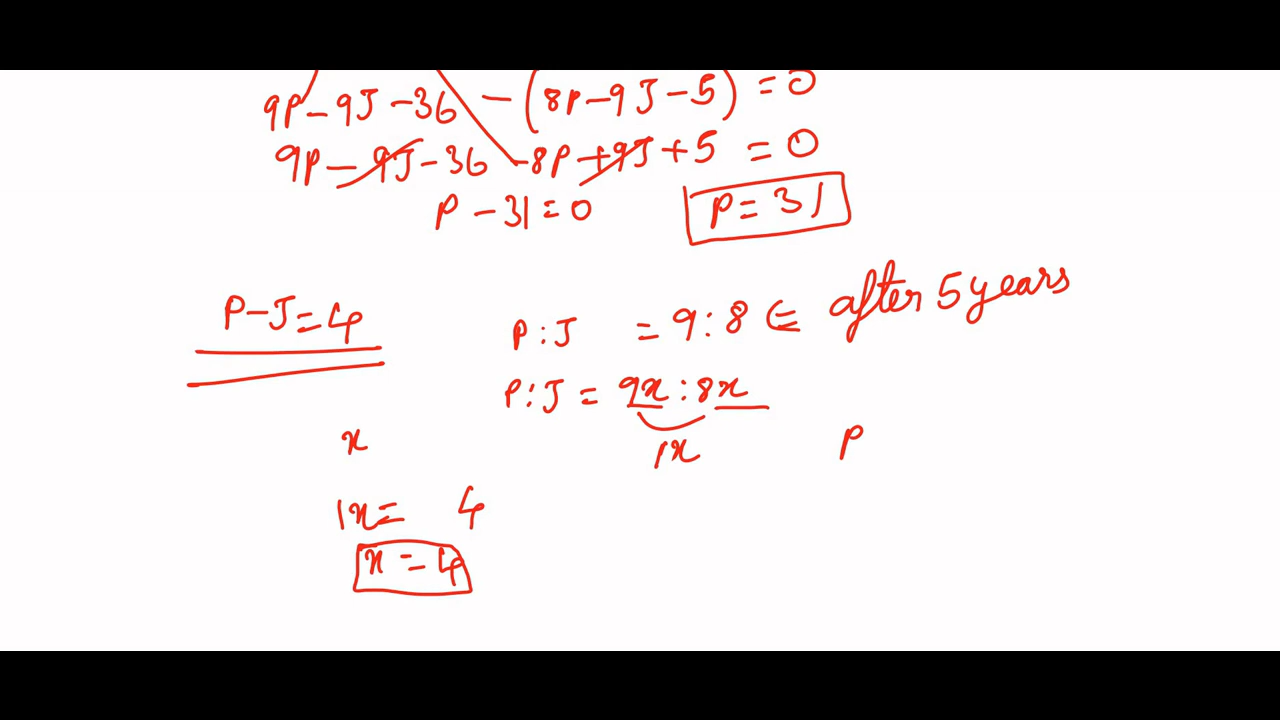 9P - 9J - 36 - (8P - 9J - 5) = 0
9P - 9J - 36 - 8P + 9J + 5 = 0
P - 31 = 0 P = 31
P - J = 4 P : J = 9 : 8 ∈ after 5 years
P : J = 9x : 8x
x 1x P
1x = 4
x = 4